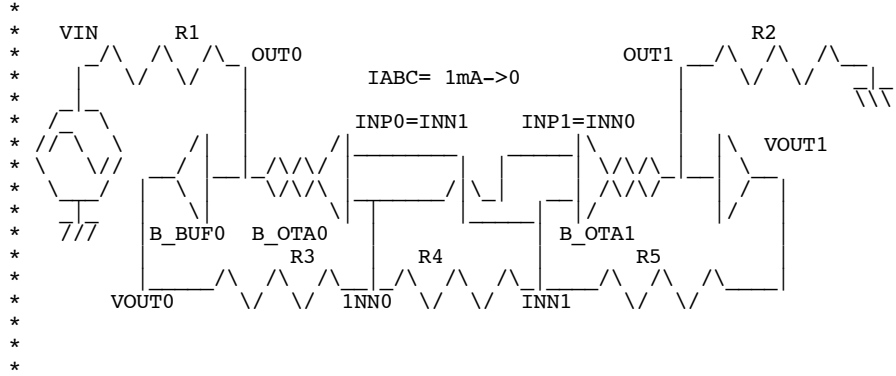 VIN R1 R2
OUT0 OUT1
IABC= 1mA->0
INP0=INN1 INP1=INN0
VOUT1
B_BUF0 B_OTA0 B_OTA1
R3 R4 R5
VOUT0 1NN0 INN1